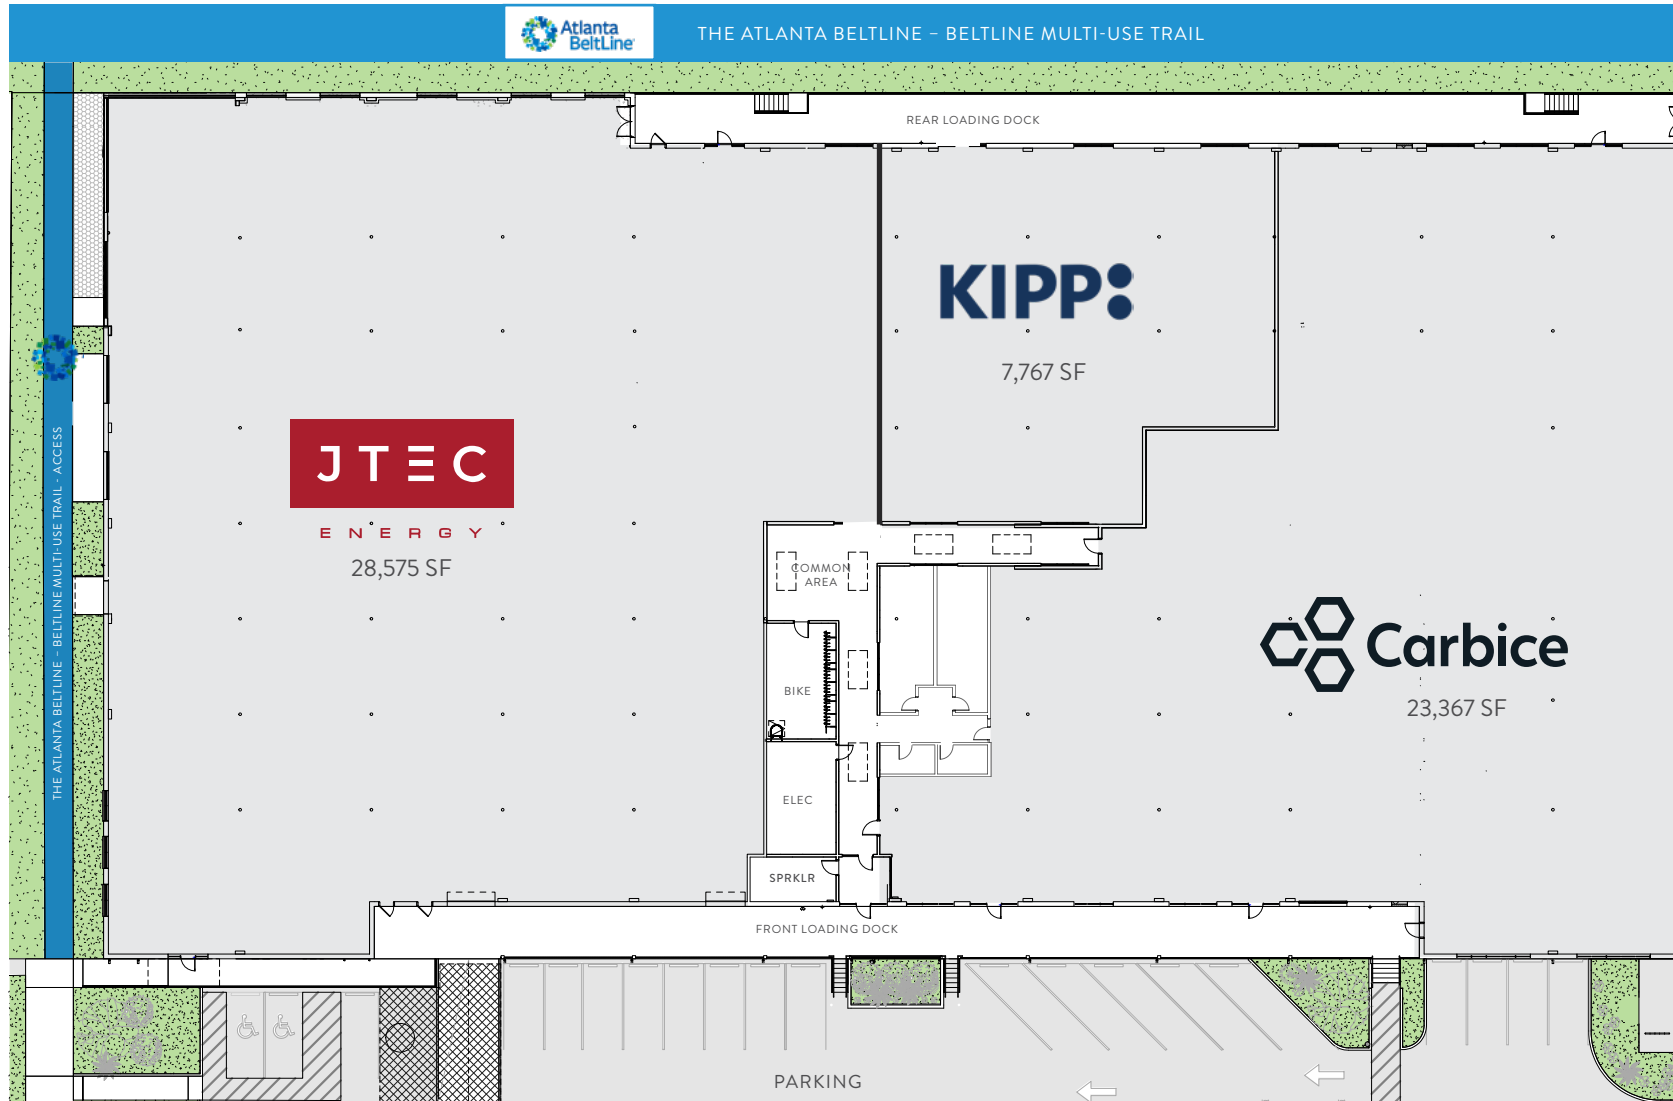 Atlanta
BeltLine
THE ATLANTA BELTLINE – BELTLINE MULTI-USE TRAIL
REAR LOADING DOCK
KIPP:
7,767 SF
THE ATLANTA BELTLINE – BELTLINE MULTI-USE TRAIL - ACCESS
JTEC
ENERGY
28,575 SF
COMMON
AREA
Carbice
23,367 SF
BIKE
ELEC
SPRKLR
FRONT LOADING DOCK
PARKING